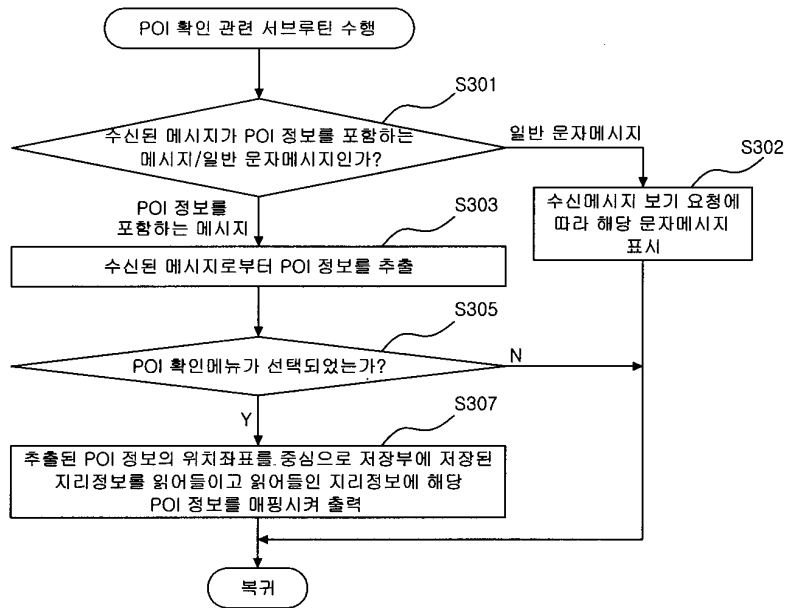 POI 확인 관련 서브루틴 수행
S301
수신된 메시지가 POI 정보를 포함하는
메시지/일반 문자메시지인가?
일반 문자메시지
S302
수신메시지 보기 요청에
따라 해당 문자메시지
표시
POI 정보를
포함하는 메시지
S303
수신된 메시지로부터 POI 정보를 추출
S305
POI 확인메뉴가 선택되었는가?
N
Y
S307
추출된 POI 정보의 위치좌표를 중심으로 저장부에 저장된
지리정보를 읽어들이고 읽어들인 지리정보에 해당
POI 정보를 매핑시켜 출력
복귀